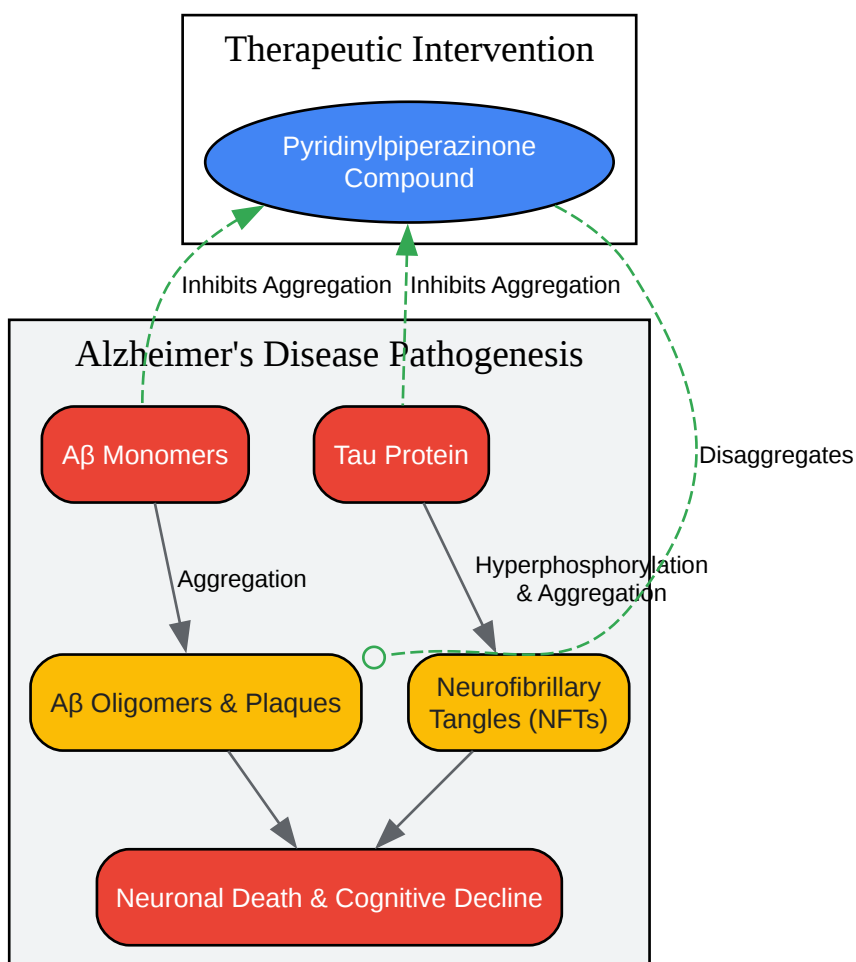 Therapeutic Intervention
Pyridinylpiperazinone
Compound
Inhibits Aggregation
Inhibits Aggregation
Alzheimer's Disease Pathogenesis
Aβ Monomers
Tau Protein
Disaggregates
Aggregation
Hyperphosphorylation
& Aggregation
Aβ Oligomers & Plaques
Neurofibrillary
Tangles (NFTs)
Neuronal Death & Cognitive Decline